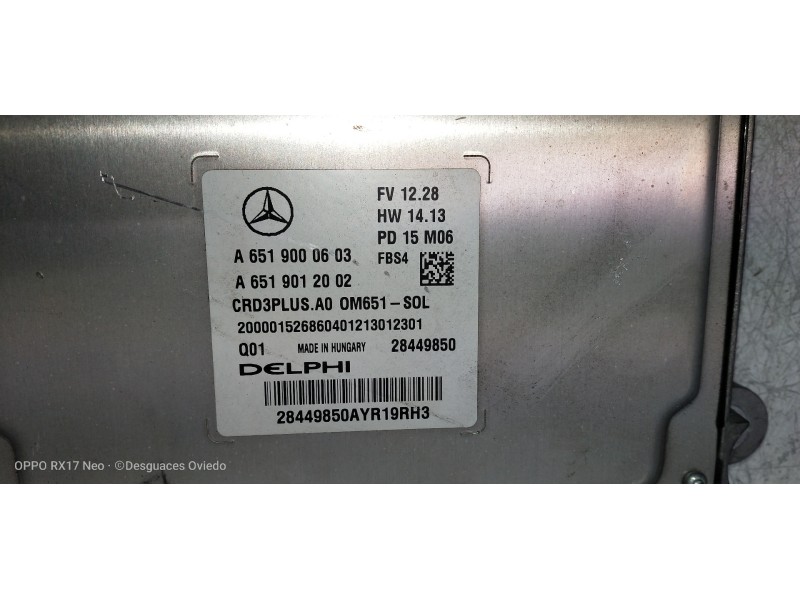 FV 12.28
HW 14.13
PD 15 M06
A 651 900 06 03 FBS4
A 651 901 20 02
CRD3PLUS.A0 OM651-SOL
200001526860401213012301
Q01 MADE IN HUNGARY 28449850
DELPHI
28449850AYR19RH3
OPPO RX17 Neo · ©Desguaces Oviedo